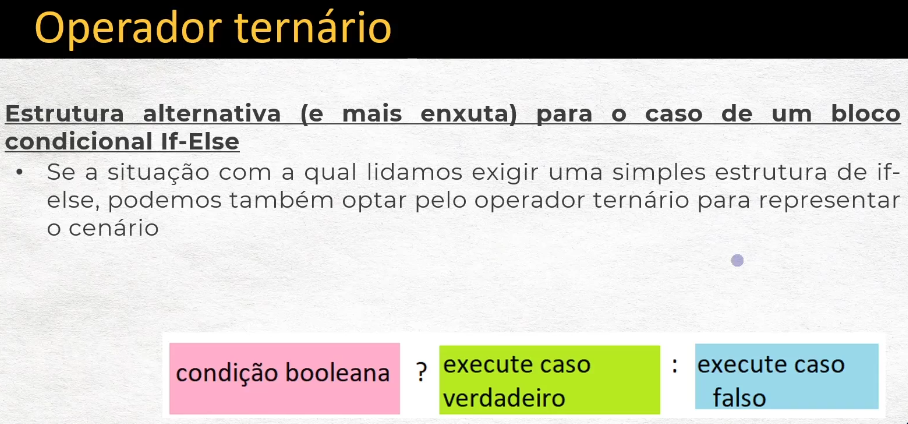 Operador ternário
Estrutura alternativa (e mais enxuta) para o caso de um bloco
condicional If-Else
• Se a situação com a qual lidamos exigir uma simples estrutura de if-
else, podemos também optar pelo operador ternário para representar
o cenário
condição booleana ? execute caso : execute caso
verdadeiro falso